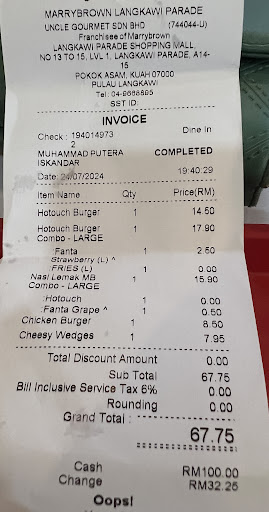 MARRYBROWN LANGKAWI PARADE
UNCLE GOURMET SDN BHD (744044-U)
Franchisee of Marrybrown
LANGKAWI PARADE SHOPPING MALL
NO 13 TO 15, LVL 1, LANGKAWI PARADE, A14-
15
POKOK ASAM, KUAH 07000
PULAU LANGKAWI
Tel: 04-9668895
SST ID:
INVOICE
Check : 194014973 Dine In
2
MUHAMMAD PUTERA COMPLETED
ISKANDAR
Date: 24/07/2024 19:40:29
Item Name Qty Price(RM)
Hotouch Burger 1 14.50
Hotouch Burger 1 17.90
Combo - LARGE
:Fanta 1 2.60
Strawberry (L) ^
:FRIES (L) 1 0.00
Nasi Lemak MB 1 15.90
Combo - LARGE
:Hotouch 1 0.00
:Fanta Grape ^ 1 0.50
Chicken Burger 1 8.50
Cheesy Wedges 1 7.95
Total Discount Amount 0.00
Sub Total 67.75
Bill Inclusive Service Tax 6% 0.00
Rounding 0.00
Grand Total :
67.75
Cash RM100.00
Change RM32.25
Oops!